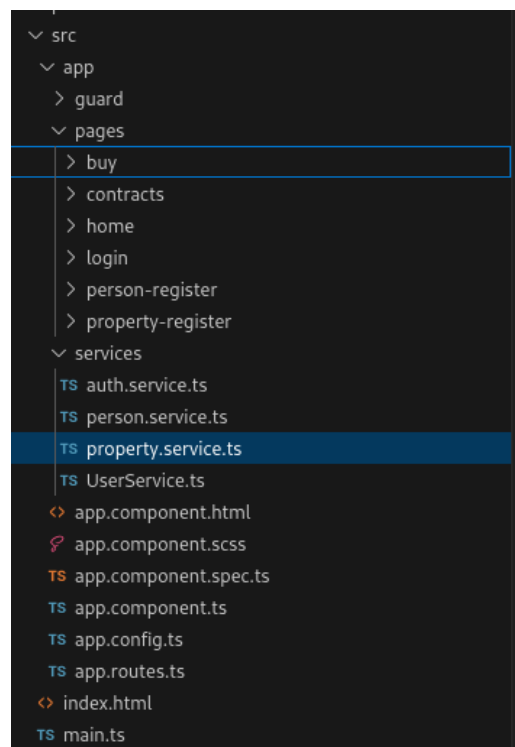 src
app
guard
pages
buy
contracts
home
login
person-register
property-register
services
TS auth.service.ts
TS person.service.ts
TS property.service.ts
TS UserService.ts
<> app.component.html
app.component.scss
TS app.component.spec.ts
TS app.component.ts
TS app.config.ts
TS app.routes.ts
<> index.html
TS main.ts